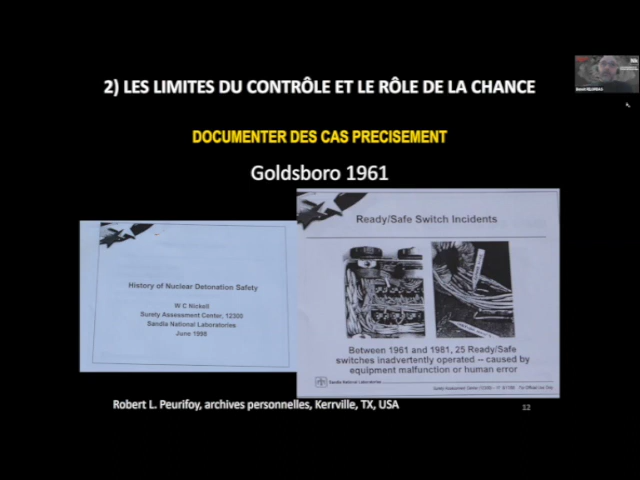 2) LES LIMITES DU CONTRÔLE ET LE RÔLE DE LA CHANCE
DOCUMENTER DES CAS PRECISEMENT
Goldsboro 1961
Ready/Safe Switch Incidents
History of Nuclear Detonation Safety
W C Nickell
Surety Assessment Center, 12300
Sandia National Laboratories
June 1998
Between 1961 and 1981, 25 Ready/Safe
switches inadvertently operated -- caused by
equipment malfunction or human error
Sandia National Laboratories
Robert L. Peurifoy, archives personnelles, Kerrville, TX, USA
12